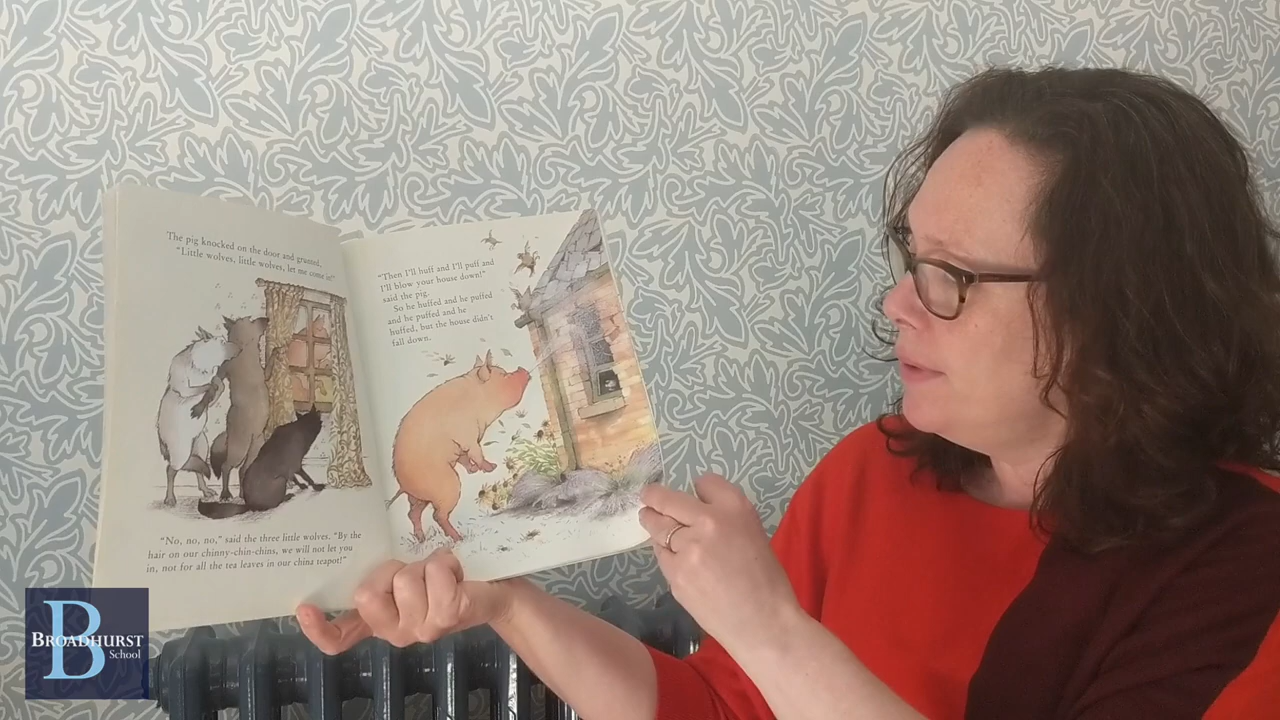 The pig knocked on the door and grunted,
"Little wolves, little wolves, let me come in!"
"No, no, no," said the three little wolves. "By the
hair on our chinny-chin-chins, we will not let you
in, not for all the tea leaves in our china teapot!"
"Then I'll huff and I'll puff and
I'll blow your house down!"
said the pig.
So he huffed and he puffed
and he puffed and he
huffed, but the house didn't
fall down.
B
BROADHURST
School